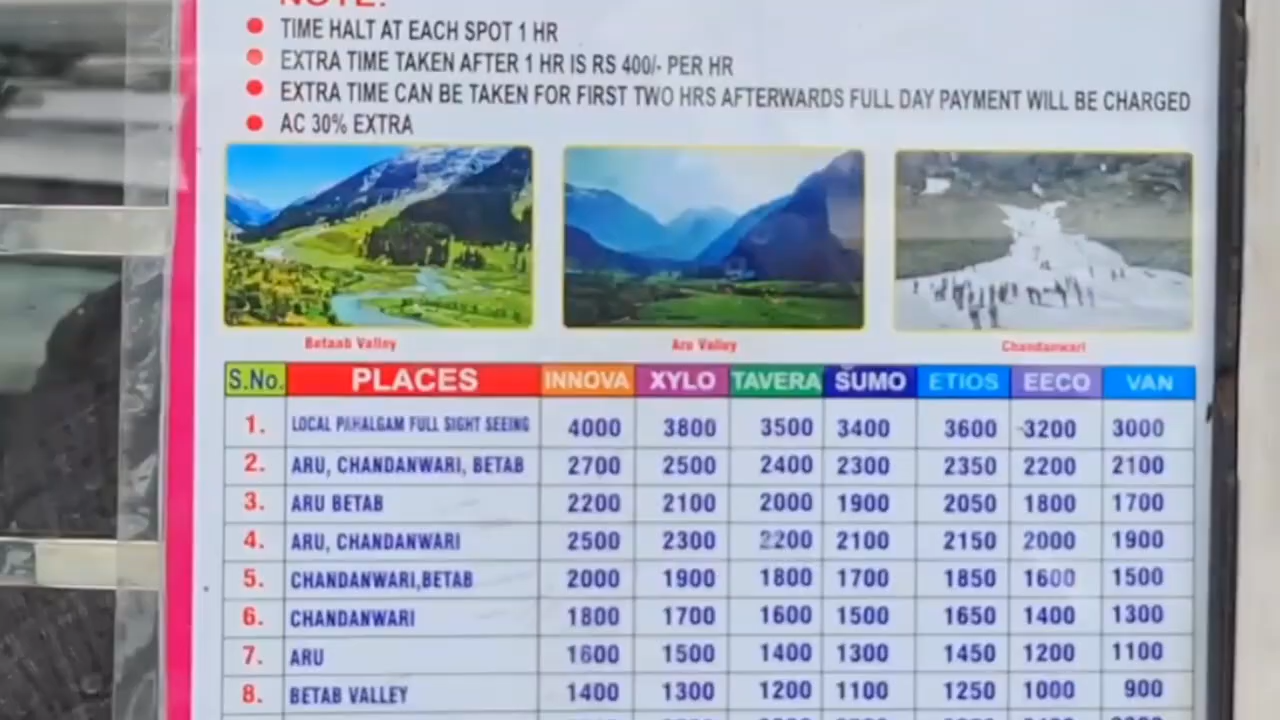 NOTE:
TIME HALT AT EACH SPOT 1 HR
EXTRA TIME TAKEN AFTER 1 HR IS RS 400/- PER HR
EXTRA TIME CAN BE TAKEN FOR FIRST TWO HRS AFTERWARDS FULL DAY PAYMENT WILL BE CHARGED
AC 30% EXTRA
Betaab Valley Aru Valley Chandanwari
S.No. PLACES INNOVA XYLO TAVERA SUMO ETIOS EECO VAN
1. LOCAL PAHALGAM FULL SIGHT SEEING 4000 3800 3500 3400 3600 3200 3000
2. ARU, CHANDANWARI, BETAB 2700 2500 2400 2300 2350 2200 2100
3. ARU BETAB 2200 2100 2000 1900 2050 1800 1700
4. ARU, CHANDANWARI 2500 2300 2200 2100 2150 2000 1900
5. CHANDANWARI,BETAB 2000 1900 1800 1700 1850 1600 1500
6. CHANDANWARI 1800 1700 1600 1500 1650 1400 1300
7. ARU 1600 1500 1400 1300 1450 1200 1100
8. BETAB VALLEY 1400 1300 1200 1100 1250 1000 900